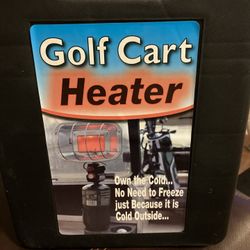 Golf Cart
Heater
Own the Cold...
No Need to Freeze
just Because it is
Cold Outside...